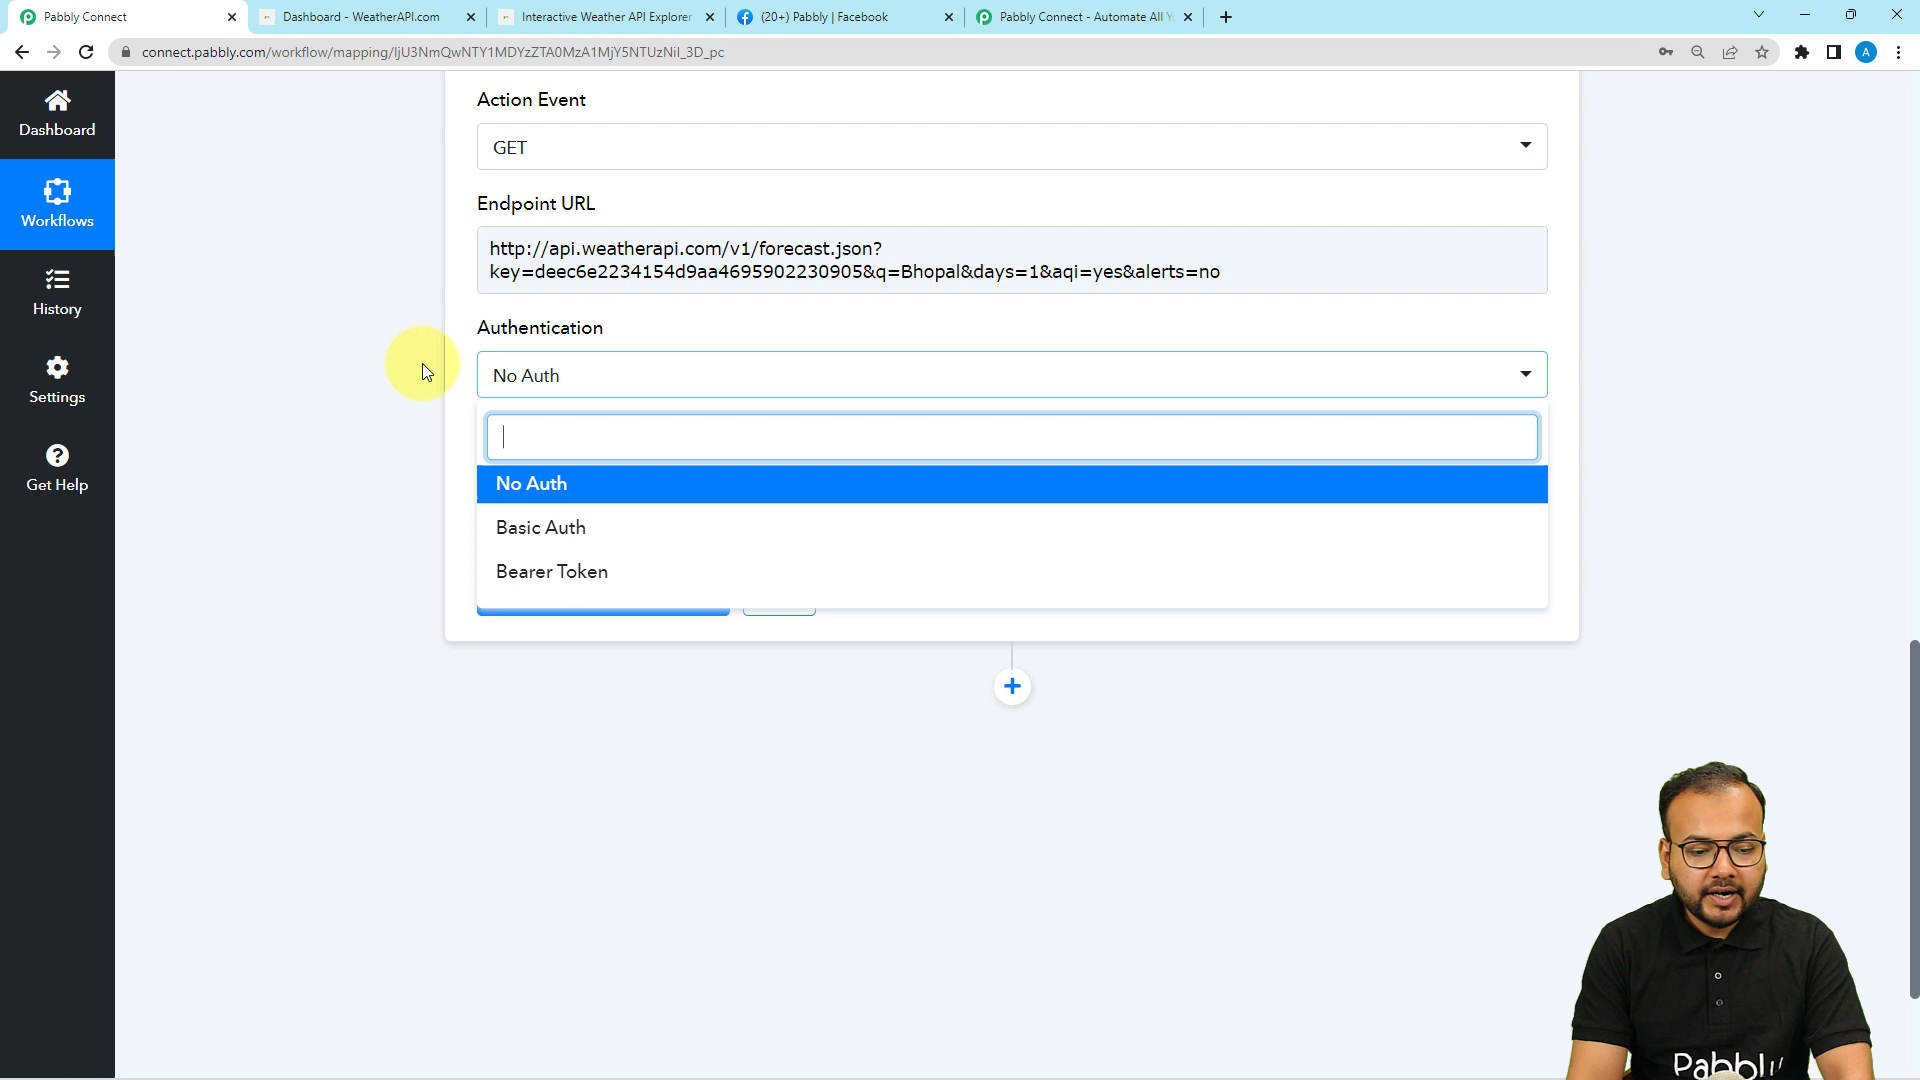 Pabbly Connect
Dashboard - WeatherAPI.com
Interactive Weather API Explorer
(20+) Pabbly | Facebook
Pabbly Connect - Automate All Y
connect.pabbly.com/workflow/mapping/IjU3NmQwNTY1MDYzZTA0MzA1MjY5NTUzNiI_3D_pc
A
Dashboard
Workflows
History
Settings
Get Help
Action Event
GET
Endpoint URL
http://api.weatherapi.com/v1/forecast.json?
key=deec6e2234154d9aa4695902230905&q=Bhopal&days=1&aqi=yes&alerts=no
Authentication
No Auth
No Auth
Basic Auth
Bearer Token
Pabbly